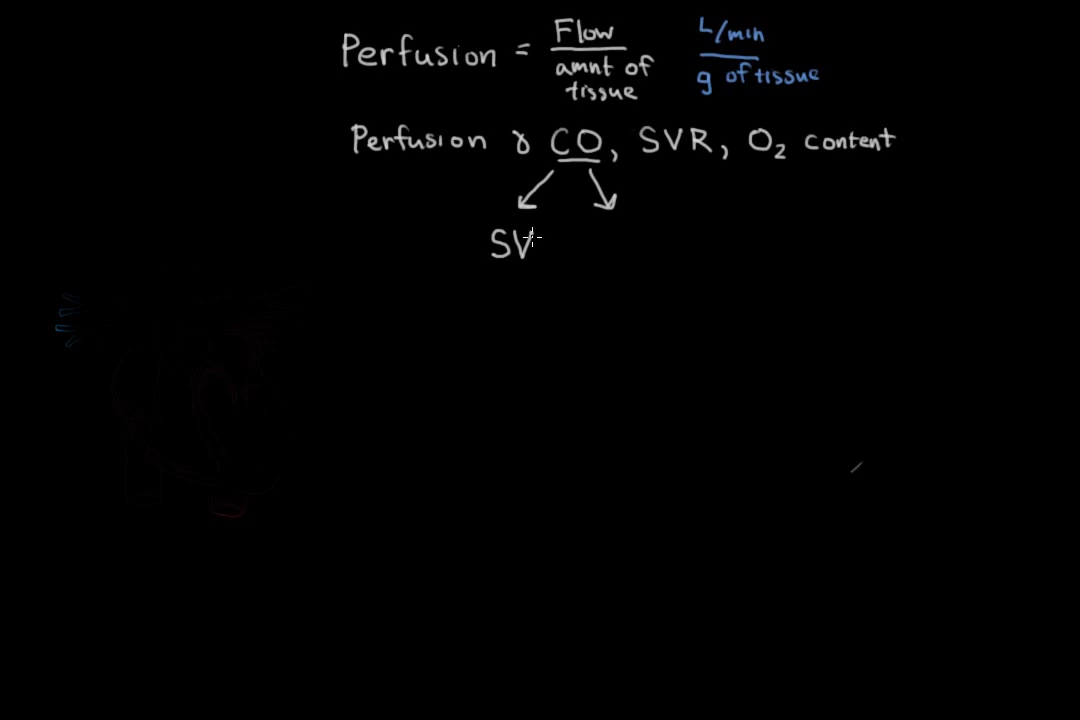 Perfusion = Flow / amnt of tissue L/min / g of tissue
Perfusion ∝ CO, SVR, O₂ content
SV